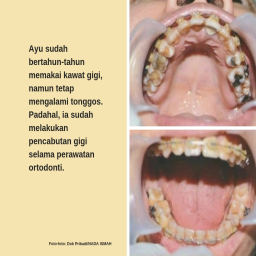 Ayu sudah
bertahun-tahun
memakai kawat gigi,
namun tetap
mengalami tonggos.
Padahal, ia sudah
melakukan
pencabutan gigi
selama perawatan
ortodonti.